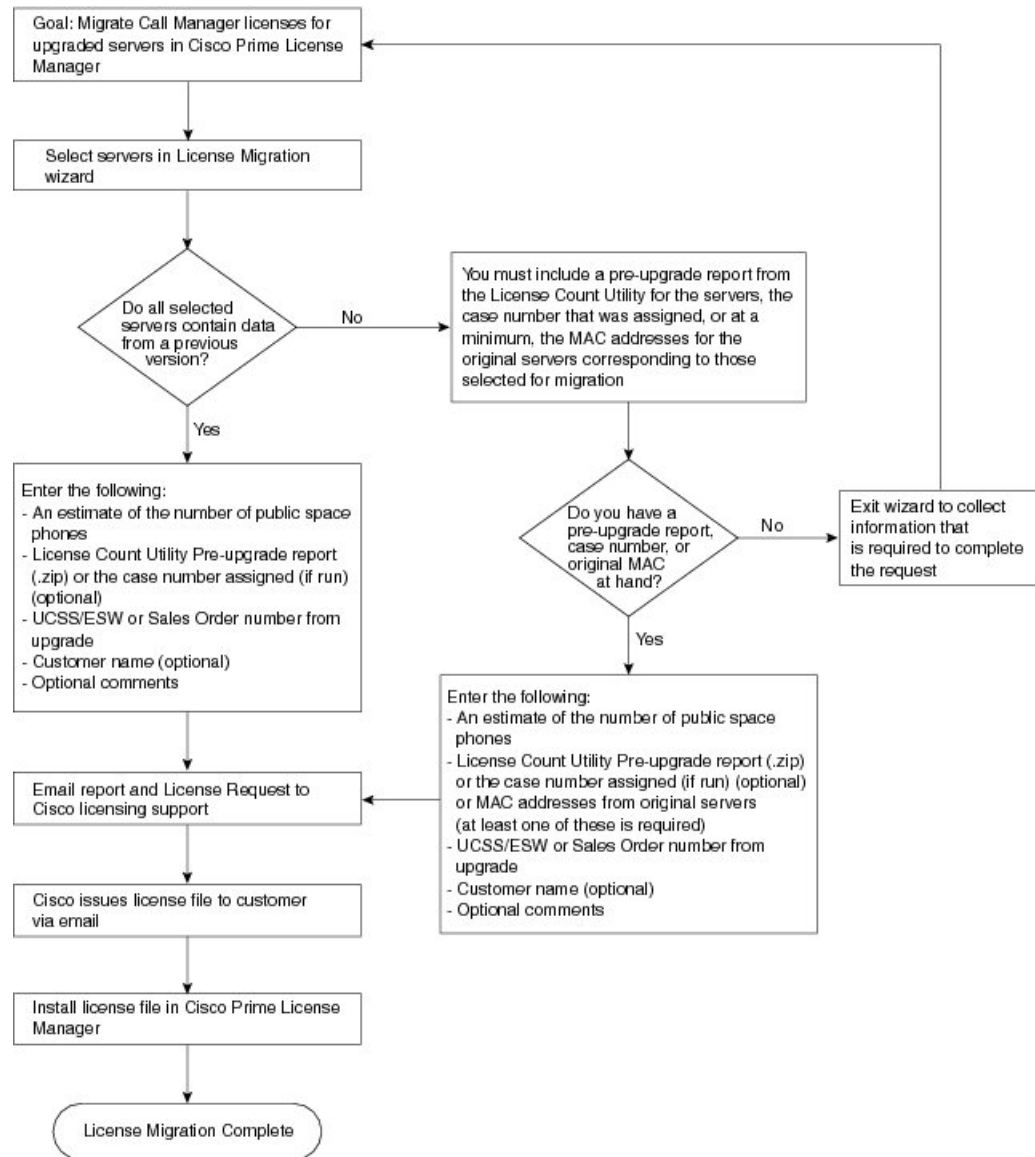 Goal: Migrate Call Manager licenses for
upgraded servers in Cisco Prime License
Manager
Select servers in License Migration
wizard
Do all selected
servers contain data
from a previous
version?
No
You must include a pre-upgrade report from
the License Count Utility for the servers, the
case number that was assigned, or at a
minimum, the MAC addresses for the
original servers corresponding to those
selected for migration
Yes
Enter the following:
- An estimate of the number of public space
phones
- License Count Utility Pre-upgrade report
(.zip) or the case number assigned (if run)
(optional)
- UCSS/ESW or Sales Order number from
upgrade
- Customer name (optional)
- Optional comments
Do you have a
pre-upgrade report,
case number, or
original MAC
at hand?
No
Exit wizard to collect
information that
is required to complete
the request
Yes
Enter the following:
- An estimate of the number of public space
phones
- License Count Utility Pre-upgrade report (.zip)
or the case number assigned (if run) (optional)
or MAC addresses from original servers
(at least one of these is required)
- UCSS/ESW or Sales Order number from
upgrade
- Customer name (optional)
- Optional comments
Email report and License Request to
Cisco licensing support
Cisco issues license file to customer
via email
Install license file in Cisco Prime License
Manager
License Migration Complete